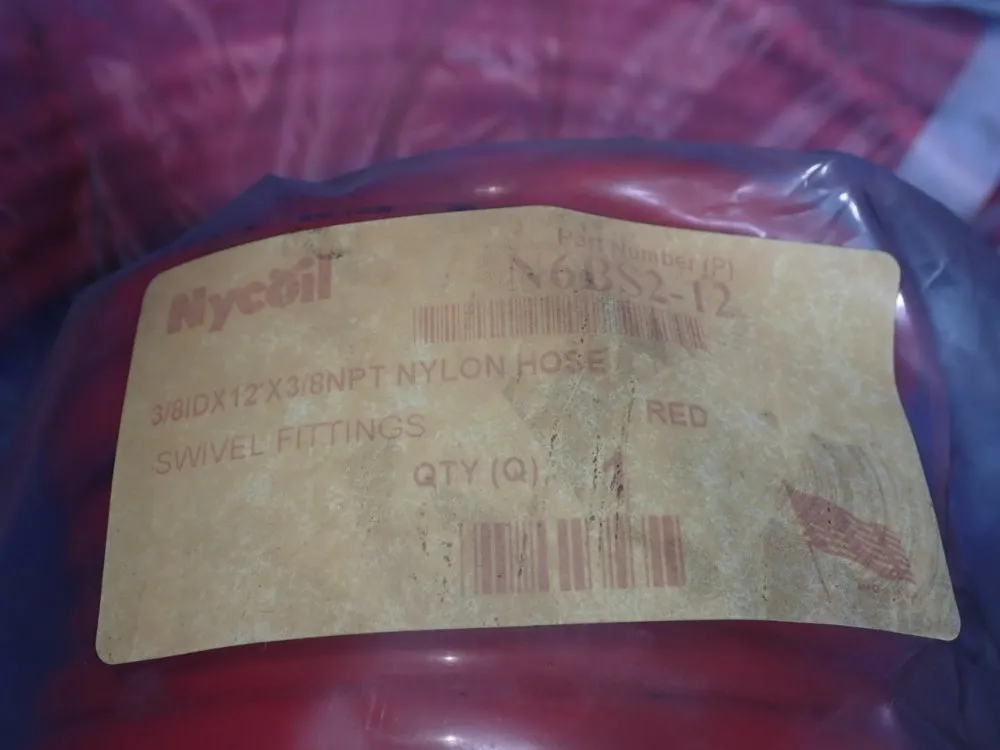 Nycoil
Part Number (P)
N6BS2-12
3/8IDX12'X3/8NPT NYLON HOSE
SWIVEL FITTINGS
RED
QTY (Q)
1